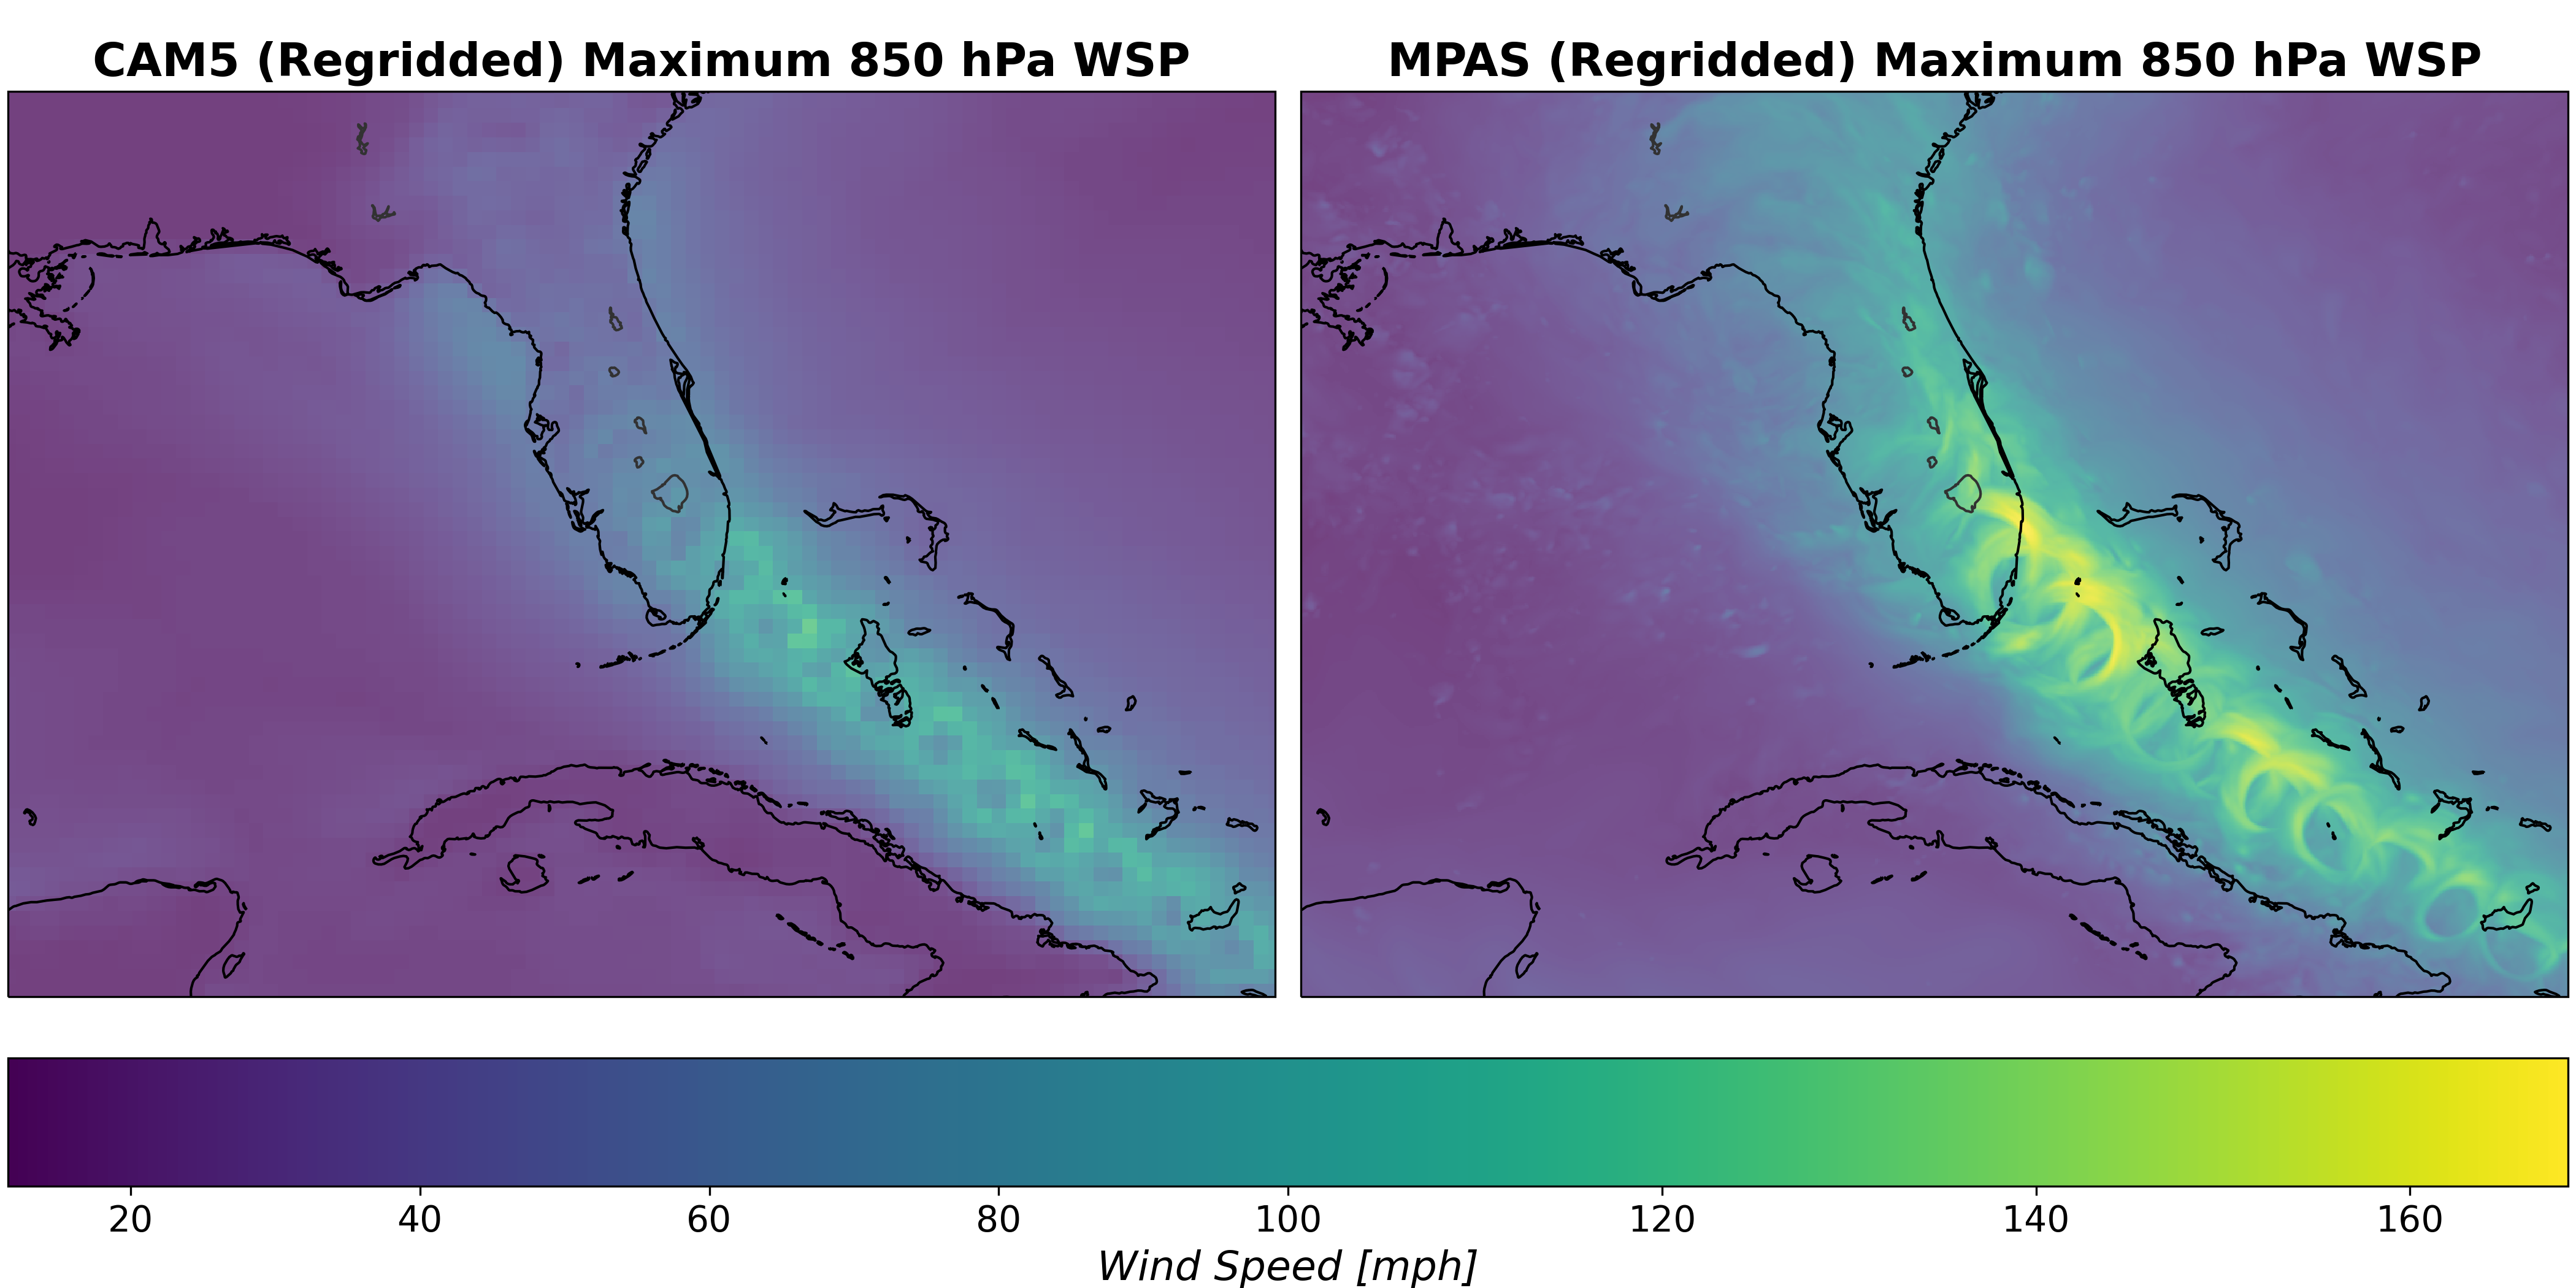 CAM5 (Regridded) Maximum 850 hPa WSP
MPAS (Regridded) Maximum 850 hPa WSP
20 40 60 80 100 120 140 160
Wind Speed [mph]